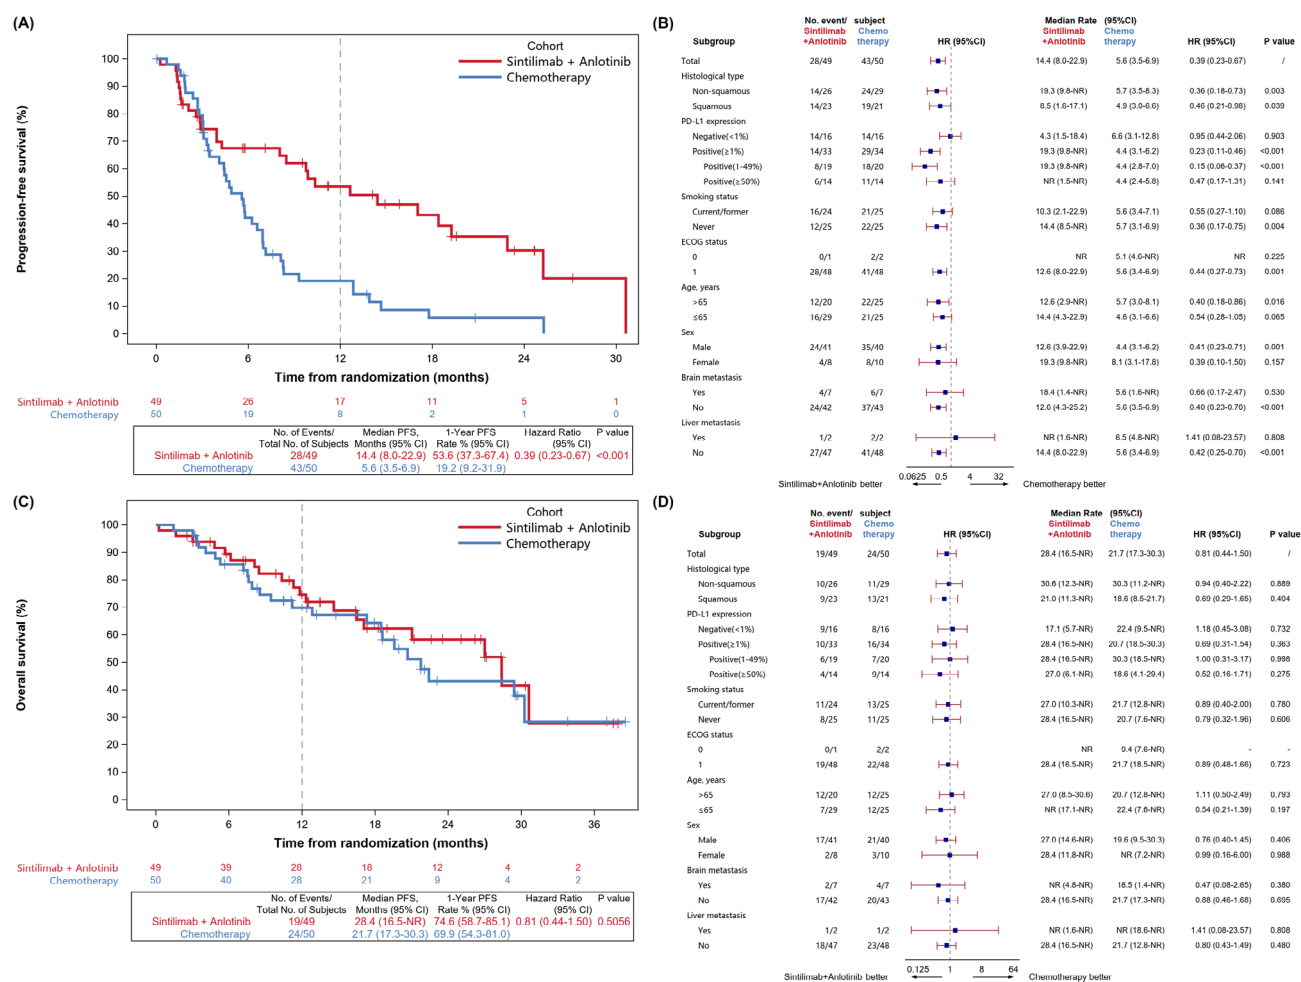 (A)
Cohort
Sintilimab + Anlotinib
Chemotherapy
Progression-free survival (%)
100
90
80
70
60
50
40
30
20
10
0
0 6 12 18 24 30
Time from randomization (months)
Sintilimab + Anlotinib 49 26 17 11 5 1
Chemotherapy 50 19 8 2 1 0
No. of Events/ Median PFS, 1-Year PFS Hazard Ratio P value
Total No. of Subjects Months (95% CI) Rate % (95% CI) (95% CI)
Sintilimab + Anlotinib 28/49 14.4 (8.0-22.9) 53.6 (37.3-67.4) 0.39 (0.23-0.67) <0.001
Chemotherapy 43/50 5.6 (3.5-6.9) 19.2 (9.2-31.9)
(B)
No. event/ subject Median Rate (95%CI)
Sintilimab Chemo Sintilimab Chemo
Subgroup +Anlotinib therapy HR (95%CI) +Anlotinib therapy HR (95%CI) P value
Total 28/49 43/50 14.4 (8.0-22.9) 5.6 (3.5-6.9) 0.39 (0.23-0.67) /
Histological type
Non-squamous 14/26 24/29 19.3 (9.8-NR) 5.7 (3.5-8.3) 0.36 (0.18-0.73) 0.003
Squamous 14/23 19/21 8.5 (1.6-17.1) 4.9 (3.0-6.6) 0.46 (0.21-0.98) 0.039
PD-L1 expression
Negative(<1%) 14/16 14/16 4.3 (1.5-18.4) 6.6 (3.1-12.8) 0.95 (0.44-2.06) 0.903
Positive(≥1%) 14/33 29/34 19.3 (9.8-NR) 4.4 (3.1-6.2) 0.23 (0.11-0.46) <0.001
Positive(1-49%) 8/19 18/20 19.3 (9.8-NR) 4.4 (2.8-7.0) 0.15 (0.06-0.37) <0.001
Positive(≥50%) 6/14 11/14 NR (1.5-NR) 4.4 (2.4-5.8) 0.47 (0.17-1.31) 0.141
Smoking status
Current/former 16/24 21/25 10.3 (2.1-22.9) 5.6 (3.4-7.1) 0.55 (0.27-1.10) 0.086
Never 12/25 22/25 14.4 (8.5-NR) 5.7 (3.1-6.9) 0.36 (0.17-0.75) 0.004
ECOG status
0 0/1 2/2 NR 5.1 (4.6-NR) NR 0.225
1 28/48 41/48 12.6 (8.0-22.9) 5.6 (3.4-6.9) 0.44 (0.27-0.73) 0.001
Age, years
>65 12/20 22/25 12.6 (2.9-NR) 5.7 (3.0-8.1) 0.40 (0.18-0.86) 0.016
≤65 16/29 21/25 14.4 (4.3-22.9) 4.6 (3.1-6.6) 0.54 (0.28-1.05) 0.065
Sex
Male 24/41 35/40 12.6 (3.9-22.9) 4.4 (3.1-6.2) 0.41 (0.23-0.71) 0.001
Female 4/8 8/10 19.3 (9.8-NR) 8.1 (3.1-17.8) 0.39 (0.10-1.50) 0.157
Brain metastasis
Yes 4/7 6/7 18.4 (1.4-NR) 5.6 (1.6-NR) 0.66 (0.17-2.47) 0.530
No 24/42 37/43 12.6 (4.3-25.2) 5.6 (3.5-6.9) 0.40 (0.23-0.70) <0.001
Liver metastasis
Yes 1/2 2/2 NR (1.6-NR) 6.5 (4.8-NR) 1.41 (0.08-23.57) 0.808
No 27/47 41/48 14.4 (8.0-22.9) 5.6 (3.4-6.9) 0.42 (0.25-0.70) <0.001
0.0625 0.5 4 32
Sintilimab+Anlotinib better Chemotherapy better
(C)
Cohort
Sintilimab + Anlotinib
Chemotherapy
Overall survival (%)
100
90
80
70
60
50
40
30
20
10
0
0 6 12 18 24 30 36
Time from randomization (months)
Sintilimab + Anlotinib 49 39 28 18 12 4 2
Chemotherapy 50 40 28 21 9 4 2
No. of Events/ Median PFS, 1-Year PFS Hazard Ratio P value
Total No. of Subjects Months (95% CI) Rate % (95% CI) (95% CI)
Sintilimab + Anlotinib 19/49 28.4 (16.5-NR) 74.6 (58.7-85.1) 0.81 (0.44-1.50) 0.5056
Chemotherapy 24/50 21.7 (17.3-30.3) 69.9 (54.3-81.0)
(D)
No. event/ subject Median Rate (95%CI)
Sintilimab Chemo Sintilimab Chemo
Subgroup +Anlotinib therapy HR (95%CI) +Anlotinib therapy HR (95%CI) P value
Total 19/49 24/50 28.4 (16.5-NR) 21.7 (17.3-30.3) 0.81 (0.44-1.50) /
Histological type
Non-squamous 10/26 11/29 30.6 (12.3-NR) 30.3 (11.2-NR) 0.94 (0.40-2.22) 0.889
Squamous 9/23 13/21 21.0 (11.3-NR) 18.6 (8.5-21.7) 0.69 (0.29-1.65) 0.404
PD-L1 expression
Negative(<1%) 9/16 8/16 17.1 (5.7-NR) 22.4 (9.5-NR) 1.18 (0.45-3.08) 0.732
Positive(≥1%) 10/33 16/34 28.4 (16.5-NR) 20.7 (18.5-30.3) 0.69 (0.31-1.54) 0.363
Positive(1-49%) 6/19 7/20 28.4 (16.5-NR) 30.3 (18.5-NR) 1.00 (0.31-3.17) 0.998
Positive(≥50%) 4/14 9/14 27.0 (6.1-NR) 18.6 (4.1-29.4) 0.52 (0.16-1.71) 0.275
Smoking status
Current/former 11/24 13/25 27.0 (10.3-NR) 21.7 (12.8-NR) 0.89 (0.40-2.00) 0.780
Never 8/25 11/25 28.4 (16.5-NR) 20.7 (7.6-NR) 0.79 (0.32-1.96) 0.606
ECOG status
0 0/1 2/2 NR 9.4 (7.6-NR) - -
1 19/48 22/48 28.4 (16.5-NR) 21.7 (18.5-NR) 0.89 (0.48-1.66) 0.723
Age, years
>65 12/20 12/25 27.0 (8.5-30.6) 20.7 (12.8-NR) 1.11 (0.50-2.49) 0.793
≤65 7/29 12/25 NR (17.1-NR) 22.4 (7.6-NR) 0.54 (0.21-1.39) 0.197
Sex
Male 17/41 21/40 27.0 (14.6-NR) 19.6 (9.5-30.3) 0.76 (0.40-1.45) 0.406
Female 2/8 3/10 28.4 (11.8-NR) NR (7.2-NR) 0.99 (0.16-6.00) 0.988
Brain metastasis
Yes 2/7 4/7 NR (4.8-NR) 18.5 (1.4-NR) 0.47 (0.08-2.65) 0.380
No 17/42 20/43 28.4 (16.5-NR) 21.7 (17.3-NR) 0.88 (0.46-1.68) 0.695
Liver metastasis
Yes 1/2 1/2 NR (1.6-NR) NR (18.6-NR) 1.41 (0.08-23.57) 0.808
No 18/47 23/48 28.4 (16.5-NR) 21.7 (12.8-NR) 0.80 (0.43-1.49) 0.480
0.125 1 8 64
Sintilimab+Anlotinib better Chemotherapy better